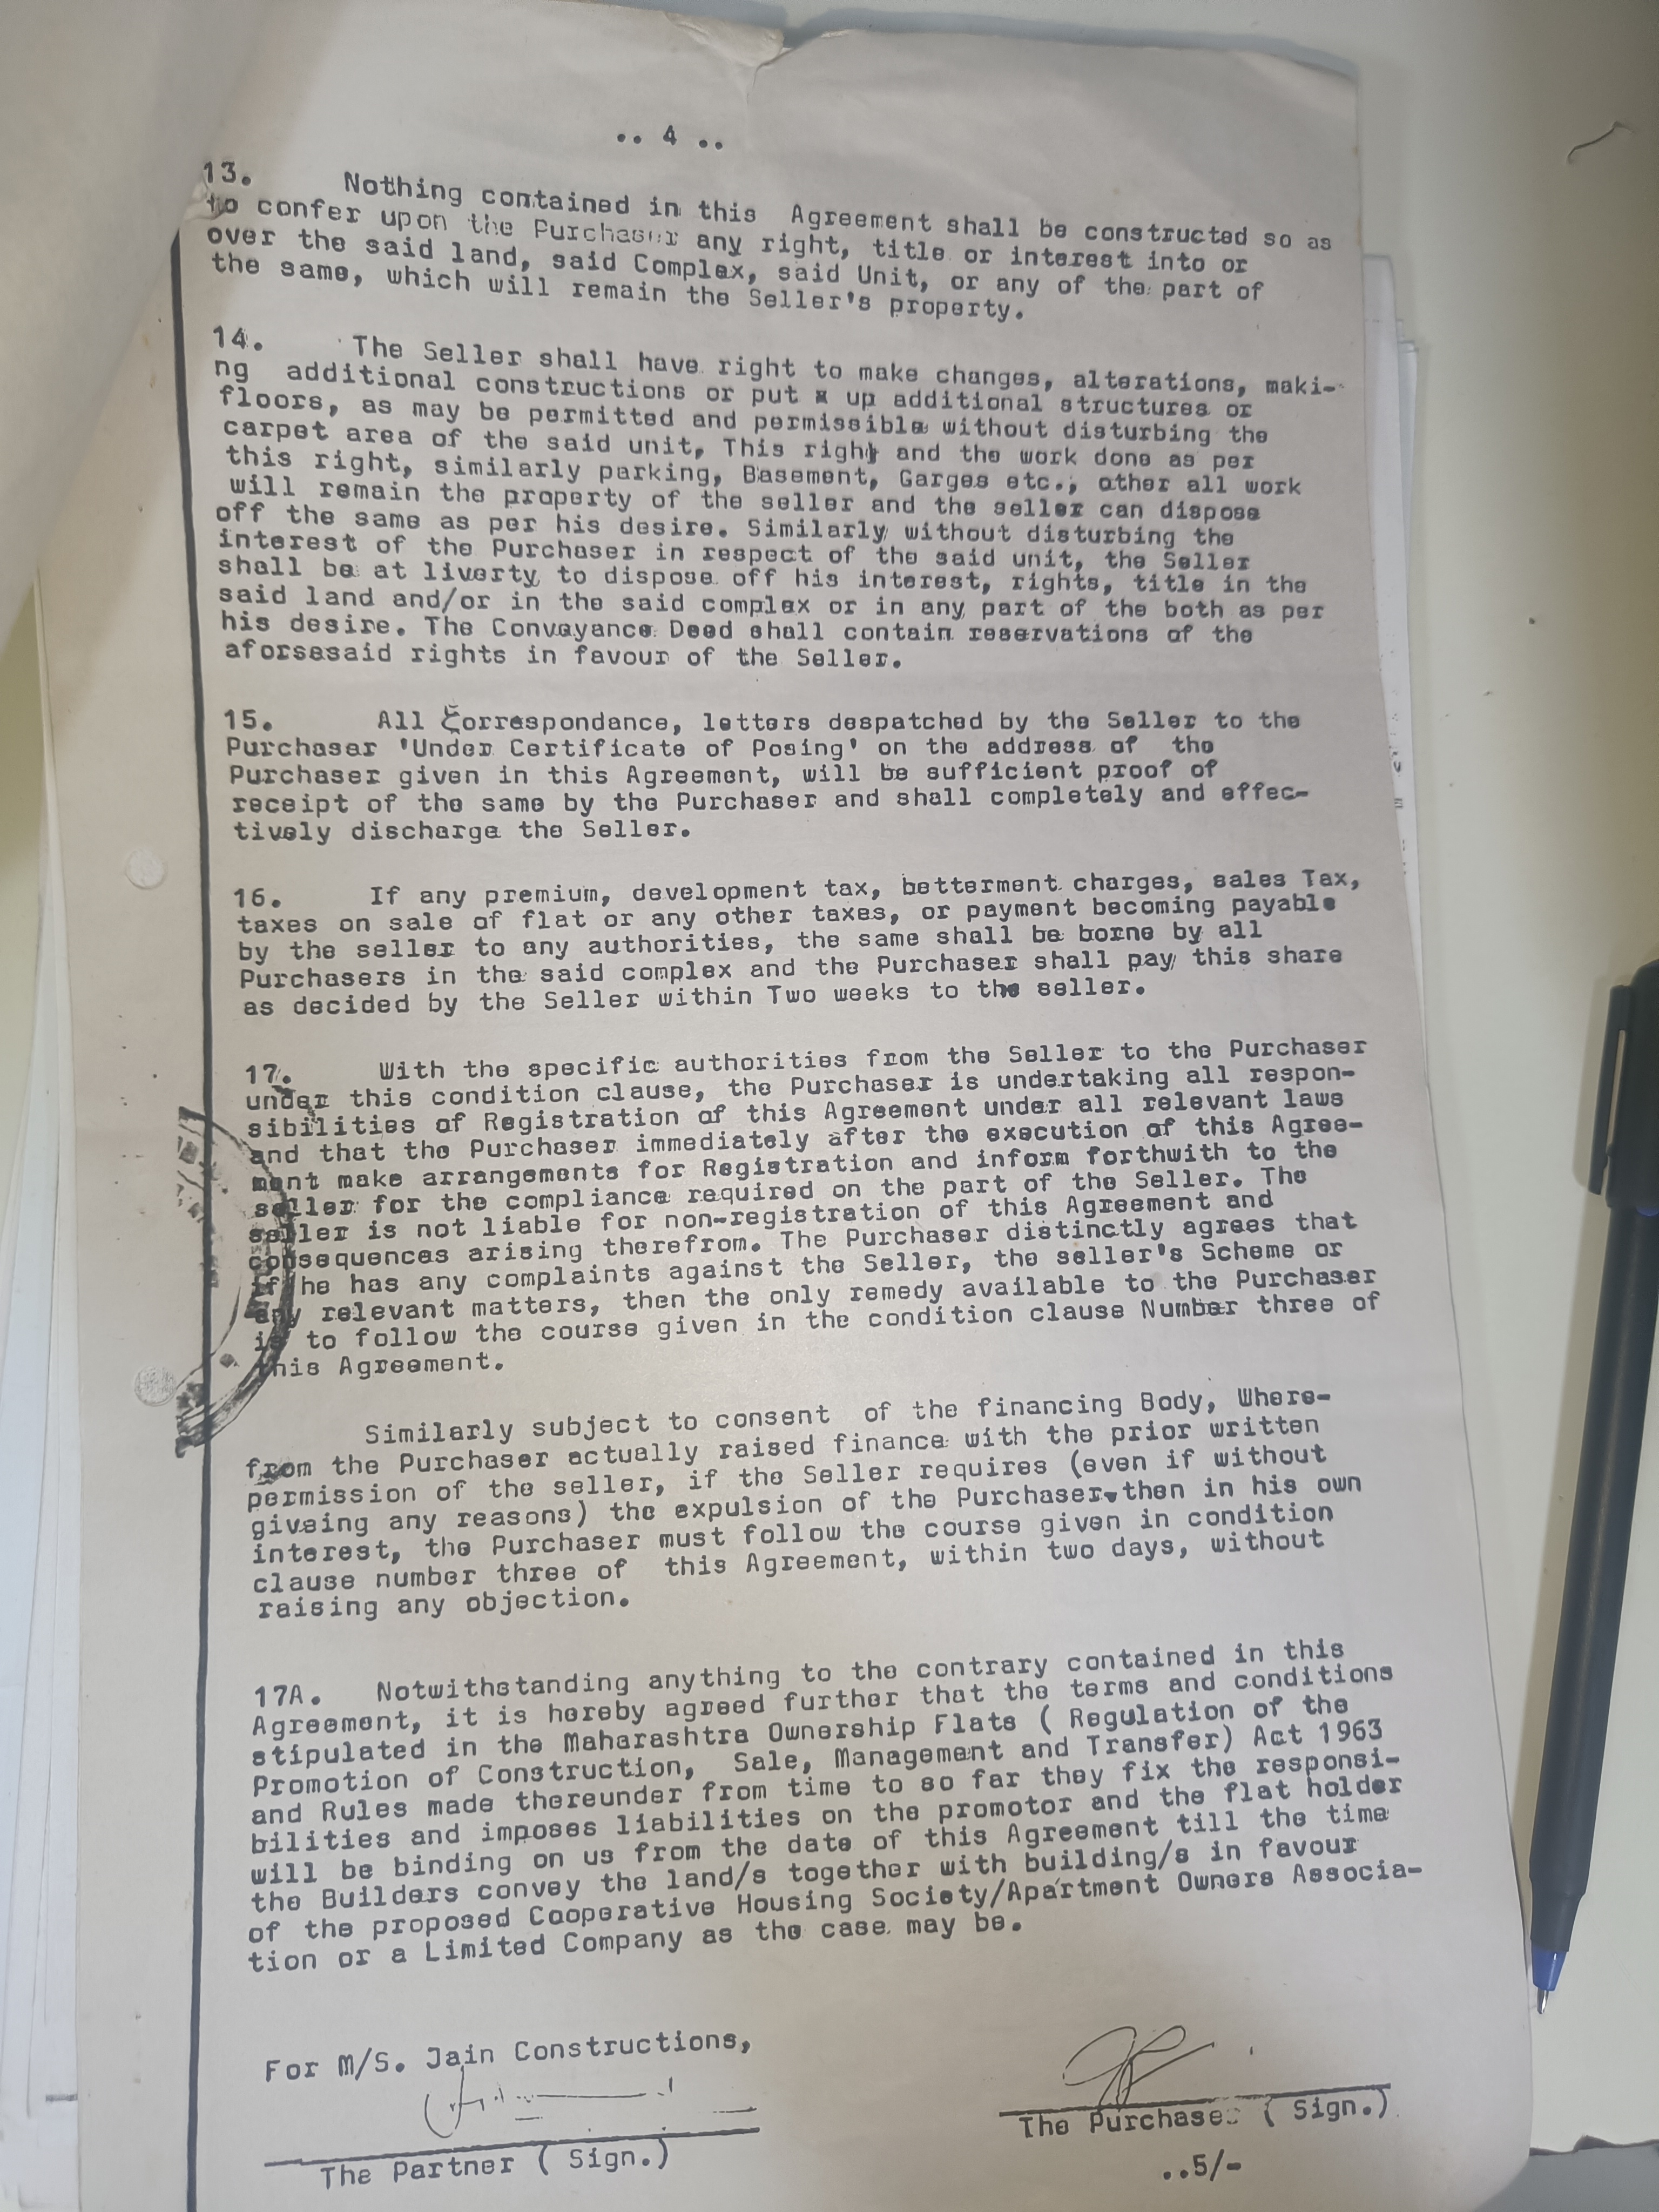 .. 4 ..
13. Nothing contained in this Agreement shall be constructed so as
to confer upon the Purchaser any right, title or interest into or
over the said land, said Complex, said Unit, or any of the part of
the same, which will remain the Seller's property.
14. The Seller shall have right to make changes, alterations, maki-
ng additional constructions or put x up additional structures or
floors, as may be permitted and permissible without disturbing the
carpet area of the said unit, This right and the work done as per
this right, similarly parking, Basement, Garges etc., other all work
will remain the property of the seller and the seller can dispose
off the same as per his desire. Similarly without disturbing the
interest of the Purchaser in respect of the said unit, the Seller
shall be at liverty to dispose off his interest, rights, title in the
said land and/or in the said complex or in any part of the both as per
his desire. The Conveyance Deed shall contain reservations of the
aforsesaid rights in favour of the Seller.
15. All Correspondance, letters despatched by the Seller to the
Purchaser 'Under Certificate of Posing' on the address of the
Purchaser given in this Agreement, will be sufficient proof of
receipt of the same by the Purchaser and shall completely and effec-
tively discharge the Seller.
16. If any premium, development tax, betterment charges, sales Tax,
taxes on sale of flat or any other taxes, or payment becoming payable
by the seller to any authorities, the same shall be borne by all
Purchasers in the said complex and the Purchaser shall pay this share
as decided by the Seller within Two weeks to the seller.
17. With the specific authorities from the Seller to the Purchaser
under this condition clause, the Purchaser is undertaking all respon-
sibilities of Registration of this Agreement under all relevant laws
and that the Purchaser immediately after the execution of this Agree-
ment make arrangements for Registration and inform forthwith to the
seller for the compliance required on the part of the Seller. The
seller is not liable for non-registration of this Agreement and
consequences arising therefrom. The Purchaser distinctly agrees that
if he has any complaints against the Seller, the seller's Scheme or
any relevant matters, then the only remedy available to the Purchaser
is to follow the course given in the condition clause Number three of
this Agreement.
Similarly subject to consent of the financing Body, Where-
from the Purchaser actually raised finance with the prior written
permission of the seller, if the Seller requires (even if without
giveing any reasons) the expulsion of the Purchaser, then in his own
interest, the Purchaser must follow the course given in condition
clause number three of this Agreement, within two days, without
raising any objection.
17A. Notwithstanding anything to the contrary contained in this
Agreement, it is hereby agreed further that the terms and conditions
stipulated in the Maharashtra Ownership Flats ( Regulation of the
Promotion of Construction, Sale, Management and Transfer) Act 1963
and Rules made thereunder from time to so far they fix the responsi-
bilities and imposes liabilities on the promotor and the flat holder
will be binding on us from the date of this Agreement till the time
the Builders convey the land/s together with building/s in favour
of the proposed Cooperative Housing Society/Apartment Owners Associa-
tion or a Limited Company as the case may be.
For M/S. Jain Constructions,
The Partner ( Sign.)
The Purchaser ( Sign.)
..5/-